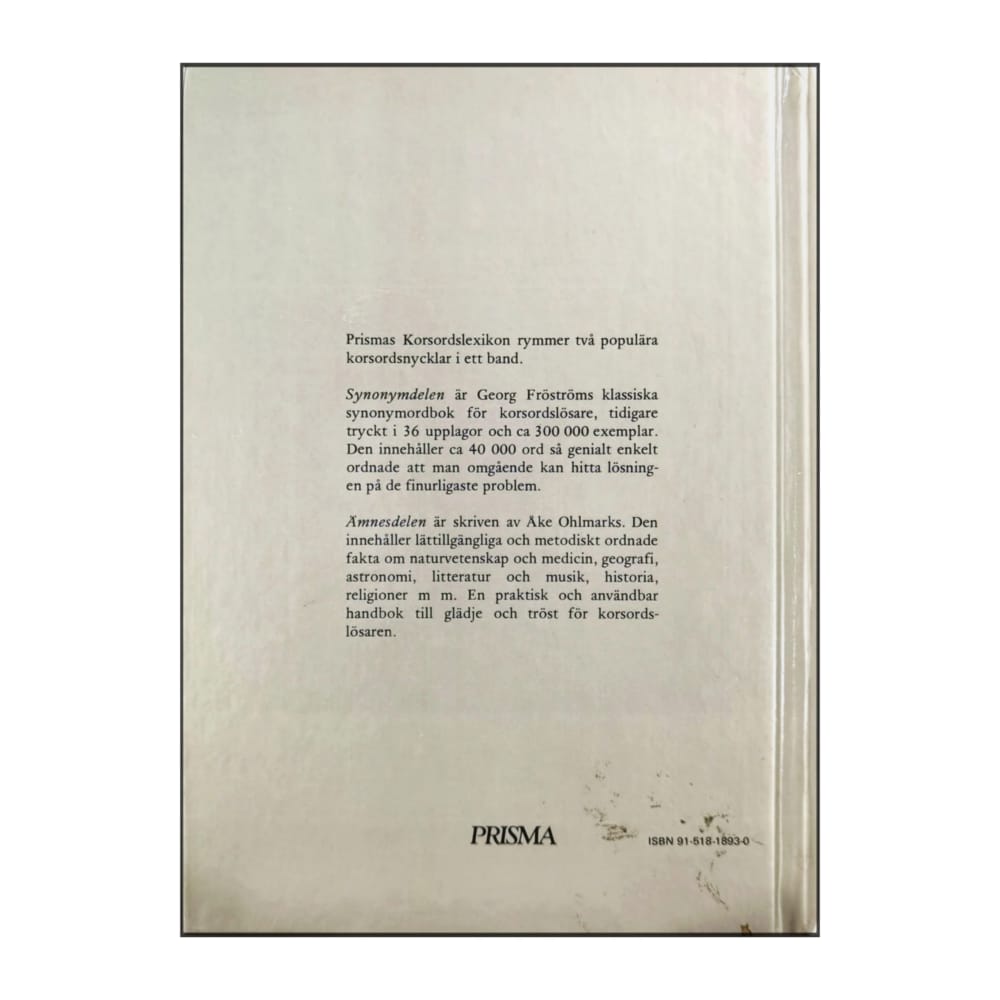 Prismas Korsordslexikon rymmer två populära
korsordsnycklar i ett band.
Synonymdelen är Georg Fröströms klassiska
synonymordbok för korsordslösare, tidigare
tryckt i 36 upplagor och ca 300 000 exemplar.
Den innehåller ca 40 000 ord så genialt enkelt
ordnade att man omgående kan hitta lösning-
en på de finurligaste problem.
Ämnesdelen är skriven av Åke Ohlmarks. Den
innehåller lättillgängliga och metodiskt ordnade
fakta om naturvetenskap och medicin, geografi,
astronomi, litteratur och musik, historia,
religioner m m. En praktisk och användbar
handbok till glädje och tröst för korsords-
lösaren.
PRISMA
ISBN 91-518-1893-0